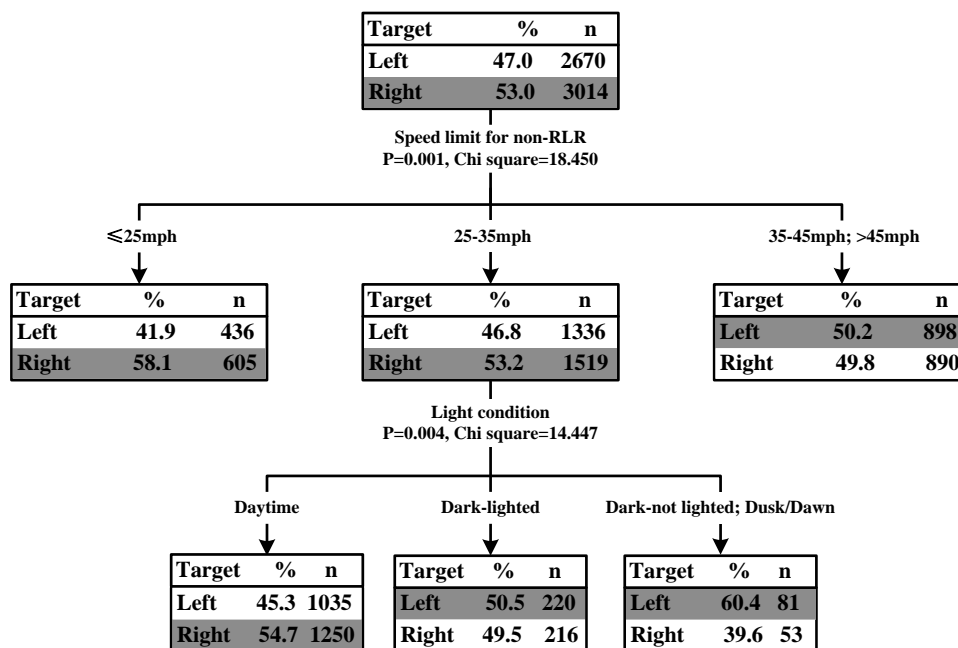 Target % n
Left 47.0 2670
Right 53.0 3014
Speed limit for non-RLR
P=0.001, Chi square=18.450
⩽25mph
25-35mph
35-45mph; >45mph
Target % n
Left 41.9 436
Right 58.1 605
Target % n
Left 46.8 1336
Right 53.2 1519
Target % n
Left 50.2 898
Right 49.8 890
Light condition
P=0.004, Chi square=14.447
Daytime
Dark-lighted
Dark-not lighted; Dusk/Dawn
Target % n
Left 45.3 1035
Right 54.7 1250
Target % n
Left 50.5 220
Right 49.5 216
Target % n
Left 60.4 81
Right 39.6 53